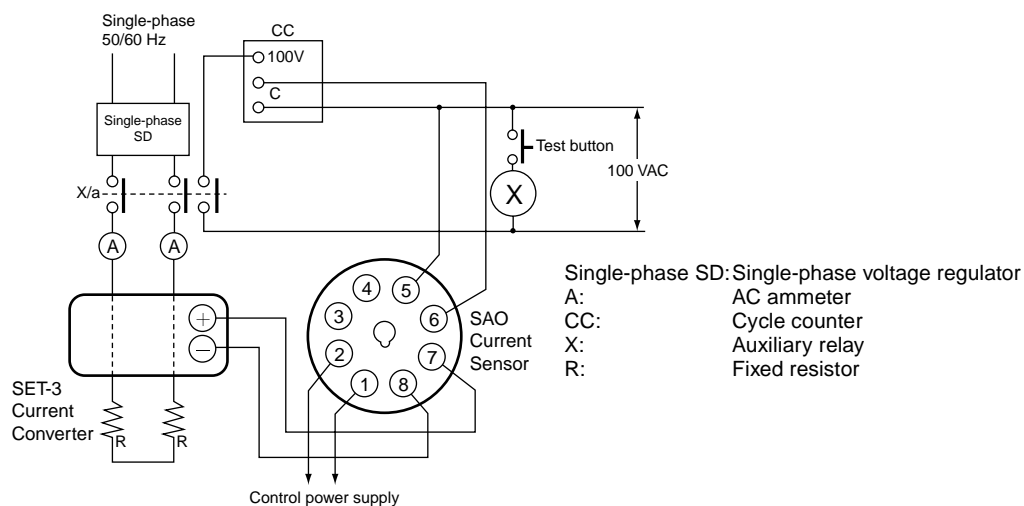 Single-phase
50/60 Hz
CC
100V
C
Single-phase
SD
Test button
100 VAC
X/a
X
A
A
4
5
3
6
SAO
Current
Sensor
2
7
1
8
+
−
SET-3
Current
Converter
R
R
Control power supply
Single-phase SD: Single-phase voltage regulator
A: AC ammeter
CC: Cycle counter
X: Auxiliary relay
R: Fixed resistor